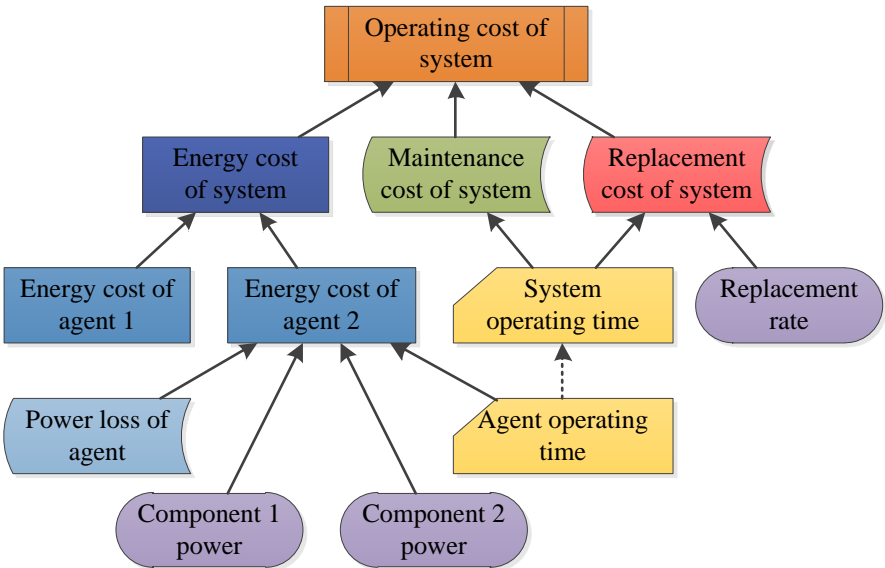 Operating cost of
system
Energy cost
of system
Maintenance
cost of system
Replacement
cost of system
Energy cost of
agent 1
Energy cost of
agent 2
System
operating time
Replacement
rate
Power loss of
agent
Agent operating
time
Component 1
power
Component 2
power